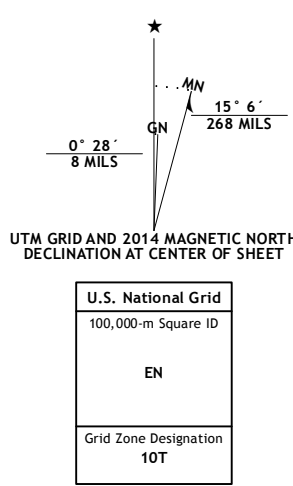 ★
MN
GN
15° 6´
268 MILS
0° 28´
8 MILS
UTM GRID AND 2014 MAGNETIC NORTH
DECLINATION AT CENTER OF SHEET
U.S. National Grid
100,000-m Square ID
EN
Grid Zone Designation
10T